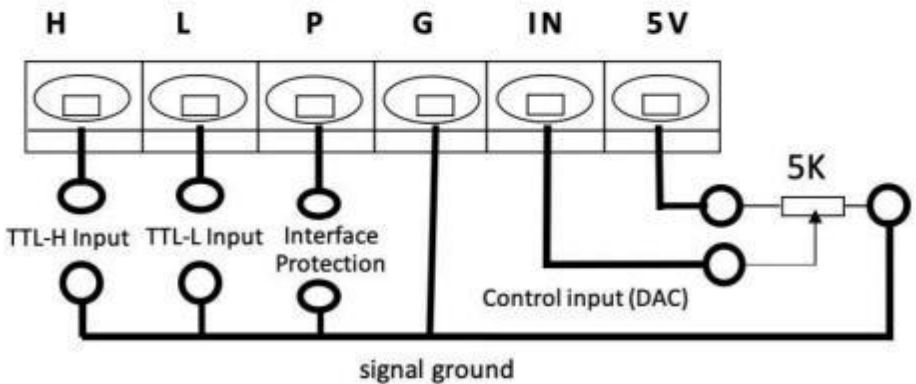 H L P G IN 5V
5K
TTL-H Input TTL-L Input Interface
Protection
Control input (DAC)
signal ground